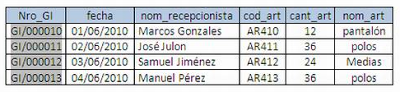 Nro_GI fecha nom_recepcionista cod_art cant_art nom_art
GI/000010 01/06/2010 Marcos Gonzales AR410 12 pantalón
GI/000011 02/06/2010 José Julon AR411 36 polos
GI/000012 03/06/2010 Samuel Jiménez AR412 24 Medias
GI/000013 04/06/2010 Manuel Pérez AR413 36 polos